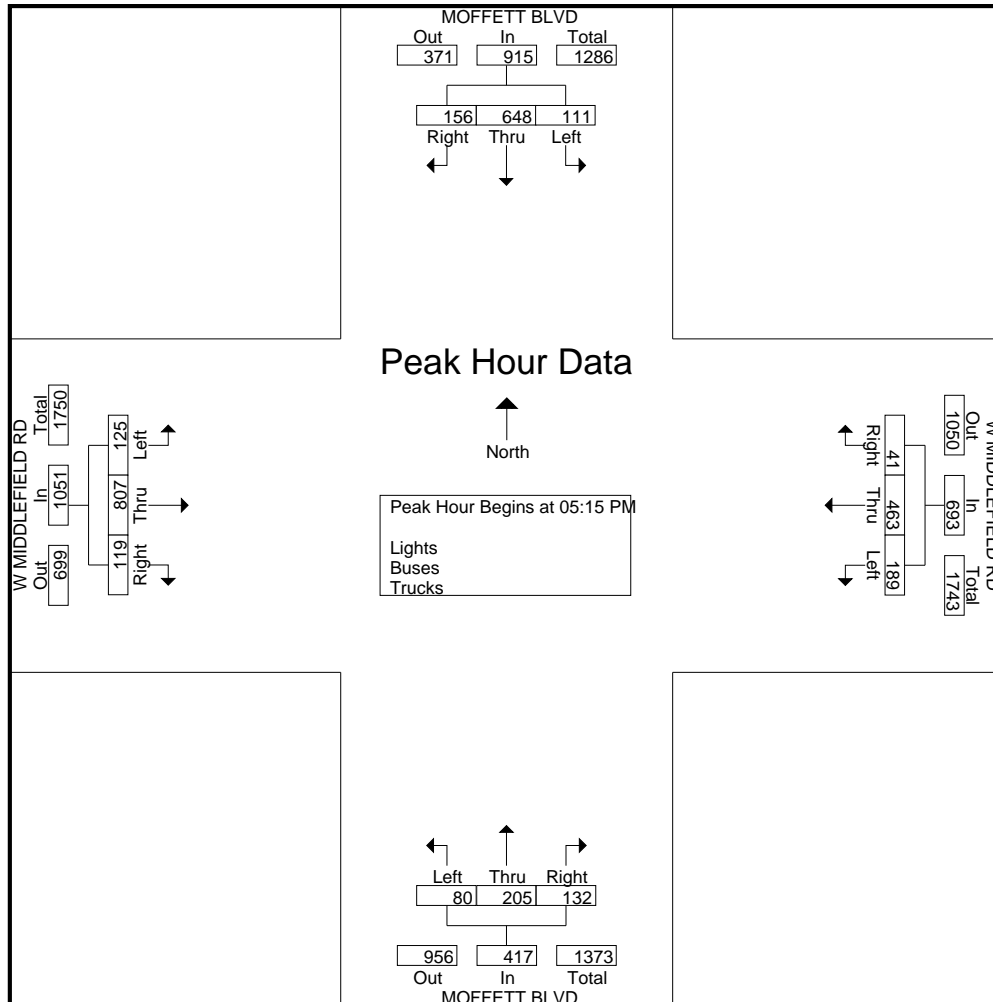 MOFFETT BLVD
Out In Total
371 915 1286
156 648 111
Right Thru Left
Peak Hour Data
North
Peak Hour Begins at 05:15 PM
Lights
Buses
Trucks
W MIDDLEFIELD RD
Out In Total
699 1051 1750
119 807 125
Right Thru Left
W MIDDLEFIELD RD
Out In Total
1050 693 1743
41 463 189
Right Thru Left
Left Thru Right
80 205 132
956 417 1373
Out In Total
MOFFETT BLVD